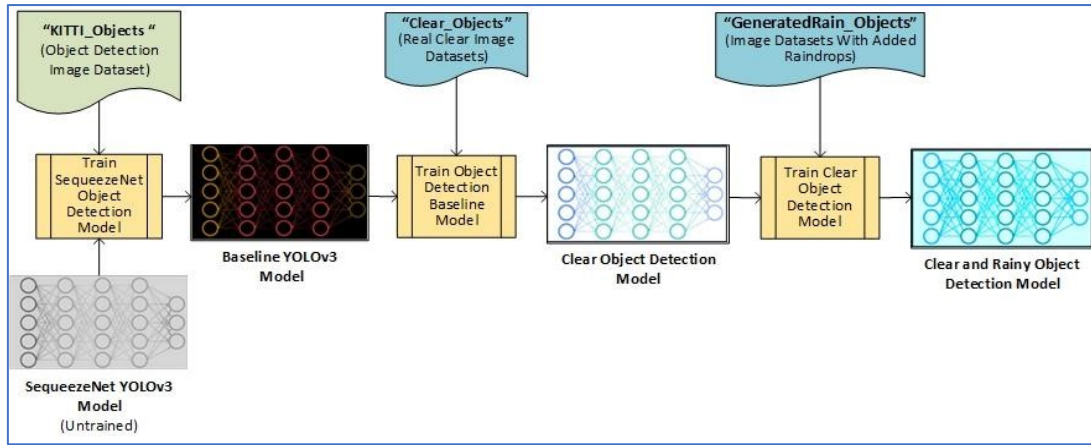 "KITTI_Objects "
(Object Detection
Image Dataset)
"Clear_Objects"
(Real Clear Image
Datasets)
"GeneratedRain_Objects"
(Image Datasets With Added
Raindrops)
Train
SequeezeNet
Object
Detection
Model
Train Object
Detection
Baseline
Model
Train Clear
Object
Detection
Model
Baseline YOLOv3
Model
Clear Object Detection
Model
Clear and Rainy Object
Detection Model
SequeezeNet YOLOv3
Model
(Untrained)